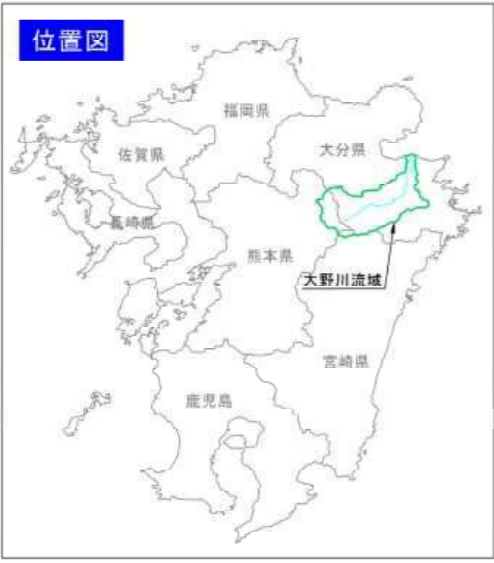 位置図
福岡県
佐賀県
大分県
長崎県
熊本県
大野川流域
宮崎県
鹿児島